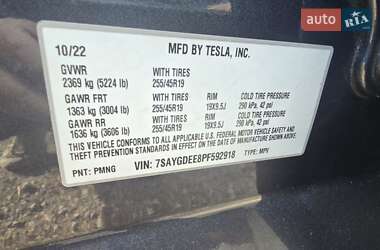 auto RIA
10/22 MFD BY TESLA, INC.
GVWR WITH TIRES
2369 kg (5224 lb) 255/45R19
GAWR FRT WITH TIRES RIM COLD TIRE PRESSURE
1363 kg (3004 lb) 255/45R19 19X9.5J 290 kPa, 42 psi
GAWR RR WITH TIRES RIM COLD TIRE PRESSURE
1636 kg (3606 lb) 255/45R19 19X9.5J 290 kPa, 42 psi
THIS VEHICLE CONFORMS TO ALL APPLICABLE U.S. FEDERAL MOTOR VEHICLE SAFETY AND
THEFT PREVENTION STANDARDS IN EFFECT ON THE DATE OF MANUFACTURE SHOWN ABOVE.
VIN: 7SAYGDEE8PF592918
PNT: PMNG TYPE: MPV